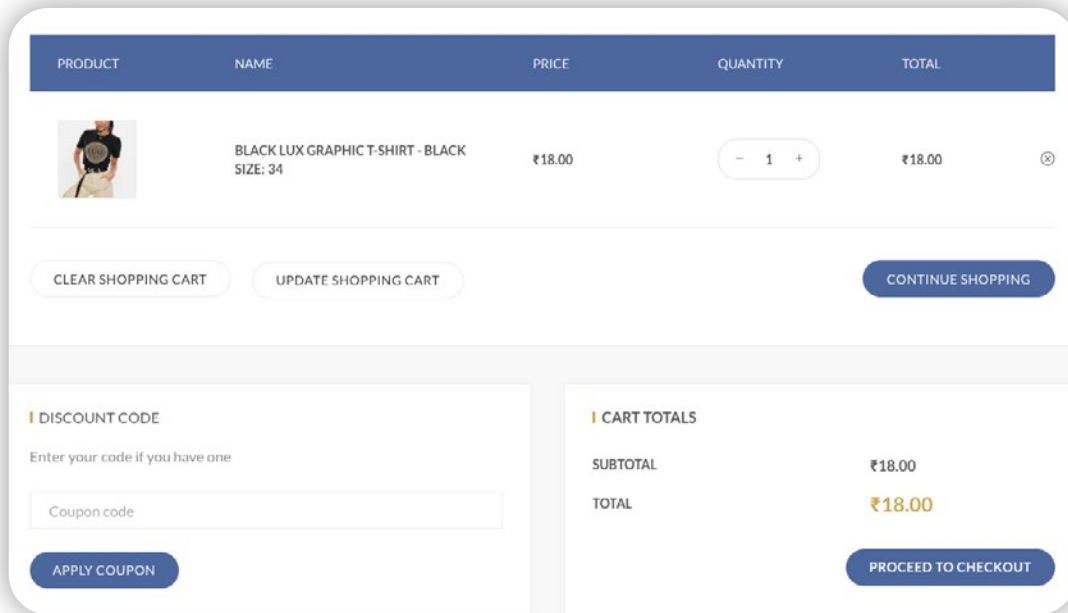 PRODUCT NAME PRICE QUANTITY TOTAL
BLACK LUX GRAPHIC T-SHIRT - BLACK
SIZE: 34
₹18.00
− 1 +
₹18.00
CLEAR SHOPPING CART
UPDATE SHOPPING CART
CONTINUE SHOPPING
DISCOUNT CODE
Enter your code if you have one
Coupon code
APPLY COUPON
CART TOTALS
SUBTOTAL ₹18.00
TOTAL ₹18.00
PROCEED TO CHECKOUT